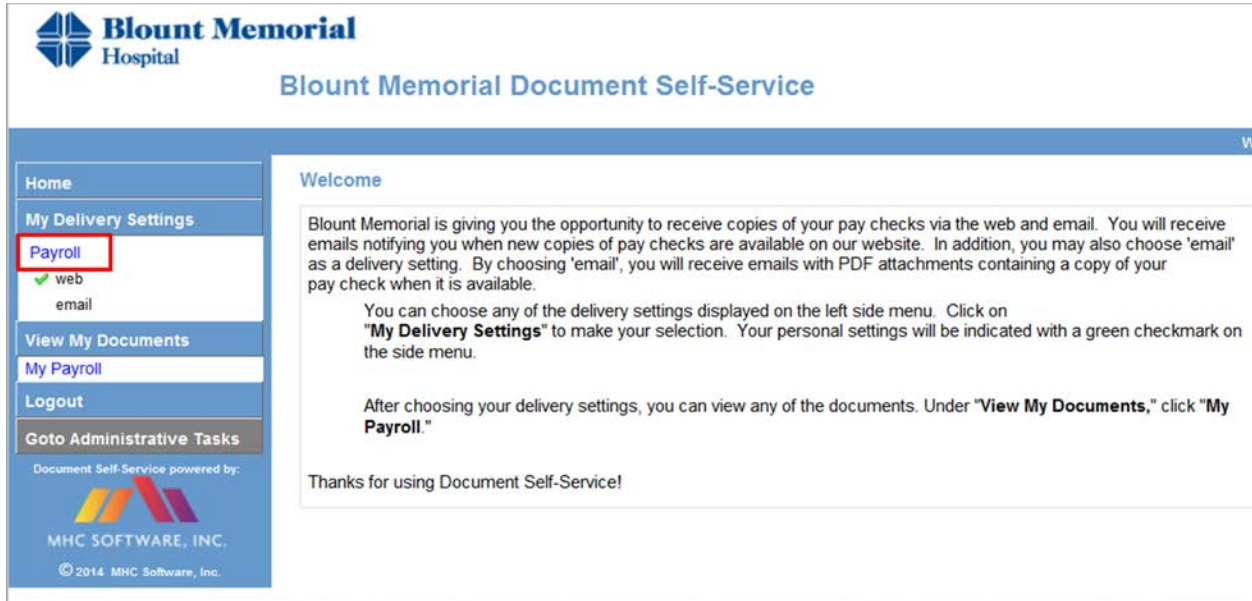 Blount Memorial
Hospital
Blount Memorial Document Self-Service
W
Home
My Delivery Settings
Payroll
web
email
View My Documents
My Payroll
Logout
Goto Administrative Tasks
Document Self-Service powered by:
MHC SOFTWARE, INC.
© 2014 MHC Software, Inc.
Welcome
Blount Memorial is giving you the opportunity to receive copies of your pay checks via the web and email. You will receive
emails notifying you when new copies of pay checks are available on our website. In addition, you may also choose 'email'
as a delivery setting. By choosing 'email', you will receive emails with PDF attachments containing a copy of your
pay check when it is available.
You can choose any of the delivery settings displayed on the left side menu. Click on
"My Delivery Settings" to make your selection. Your personal settings will be indicated with a green checkmark on
the side menu.
After choosing your delivery settings, you can view any of the documents. Under "View My Documents," click "My
Payroll."
Thanks for using Document Self-Service!